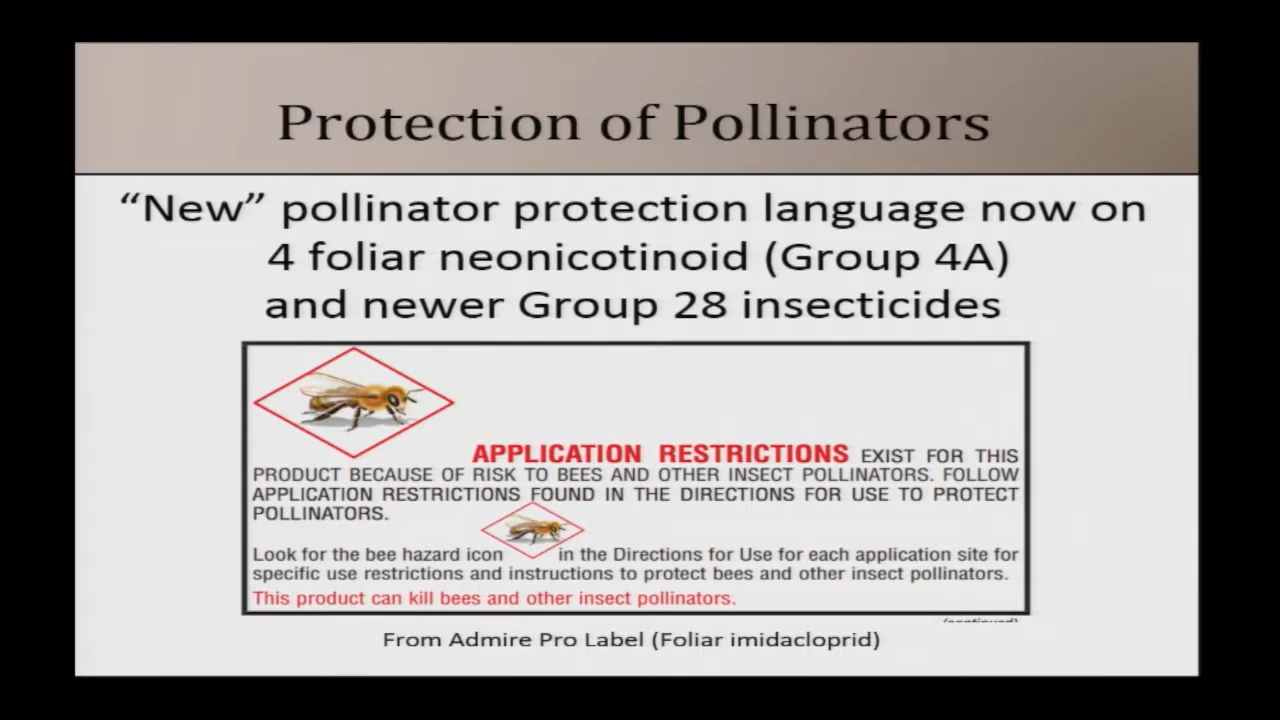 Protection of Pollinators
“New” pollinator protection language now on
4 foliar neonicotinoid (Group 4A)
and newer Group 28 insecticides
APPLICATION RESTRICTIONS EXIST FOR THIS
PRODUCT BECAUSE OF RISK TO BEES AND OTHER INSECT POLLINATORS. FOLLOW
APPLICATION RESTRICTIONS FOUND IN THE DIRECTIONS FOR USE TO PROTECT
POLLINATORS.
Look for the bee hazard icon in the Directions for Use for each application site for
specific use restrictions and instructions to protect bees and other insect pollinators.
This product can kill bees and other insect pollinators.
(continued)
From Admire Pro Label (Foliar imidacloprid)